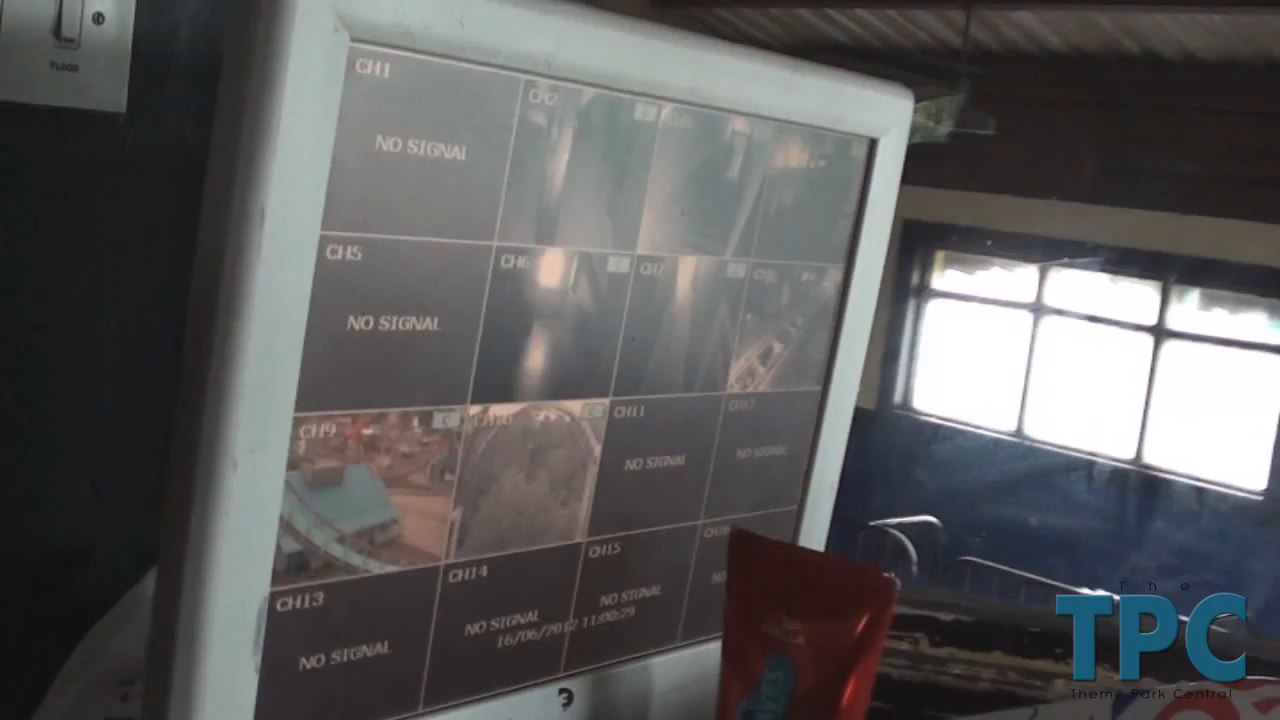 FLOOD
CH1
NO SIGNAL
CH2
CH5
NO SIGNAL
CH6
CH7
CH9
CH11
NO SIGNAL
CH12
NO SIGNAL
CH13
NO SIGNAL
CH14
NO SIGNAL
CH15
NO SIGNAL
16/06/2012 11:00:29
The
TPC
Theme Park Central